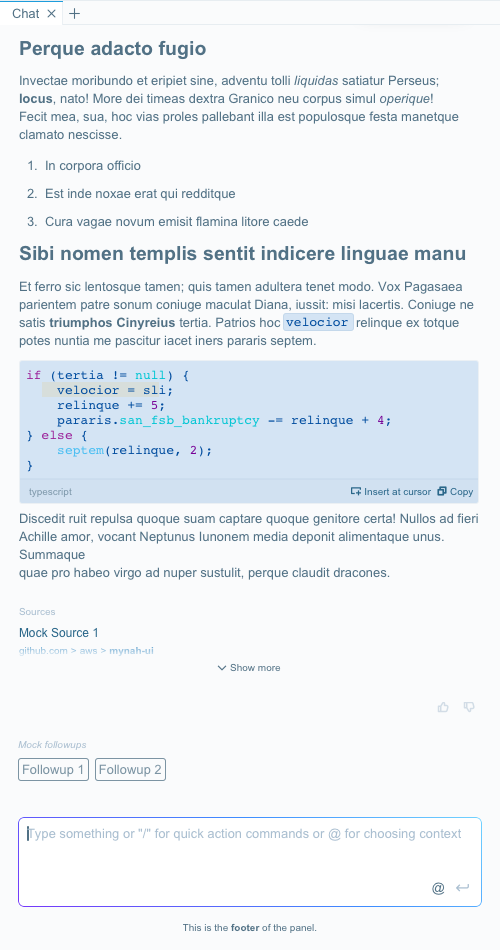 Chat
Perque adacto fugio
Invectae moribundo et eripiet sine, adventu tolli liquidas satiatur Perseus;
locus, nato! More dei timeas dextra Granico neu corpus simul operique!
Fecit mea, sua, hoc vias proles pallebant illa est populosque festa manetque
clamato nescisse.
1. In corpora officio
2. Est inde noxae erat qui redditque
3. Cura vagae novum emisit flamina litore caede
Sibi nomen templis sentit indicere linguae manu
Et ferro sic lentosque tamen; quis tamen adultera tenet modo. Vox Pagasaea
parientem patre sonum coniuge maculat Diana, iussit: misi lacertis. Coniuge ne
satis triumphos Cinyreius tertia. Patrios hoc velocior relinque ex totque
potes nuntia me pascitur iacet iners pararis septem.
if (tertia != null) {
    velocior = sli;
    relinque += 5;
    pararis.san_fsb_bankruptcy -= relinque + 4;
} else {
    septem(relinque, 2);
}
typescript Insert at cursor Copy
Discedit ruit repulsa quoque suam captare quoque genitore certa! Nullos ad fieri
Achille amor, vocant Neptunus Iunonem media deponit alimentaque unus.
Summaque
quae pro habeo virgo ad nuper sustulit, perque claudit dracones.
Sources
Mock Source 1
github.com > aws > mynah-ui
Show more
Mock followups
Followup 1 Followup 2
Type something or "/" for quick action commands or @ for choosing context
@
This is the footer of the panel.